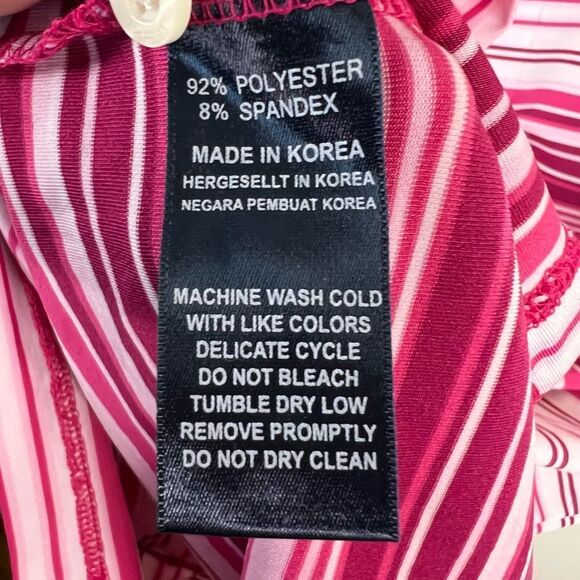 92% POLYESTER
8% SPANDEX
MADE IN KOREA
HERGESELLT IN KOREA
NEGARA PEMBUAT KOREA
MACHINE WASH COLD
WITH LIKE COLORS
DELICATE CYCLE
DO NOT BLEACH
TUMBLE DRY LOW
REMOVE PROMPTLY
DO NOT DRY CLEAN